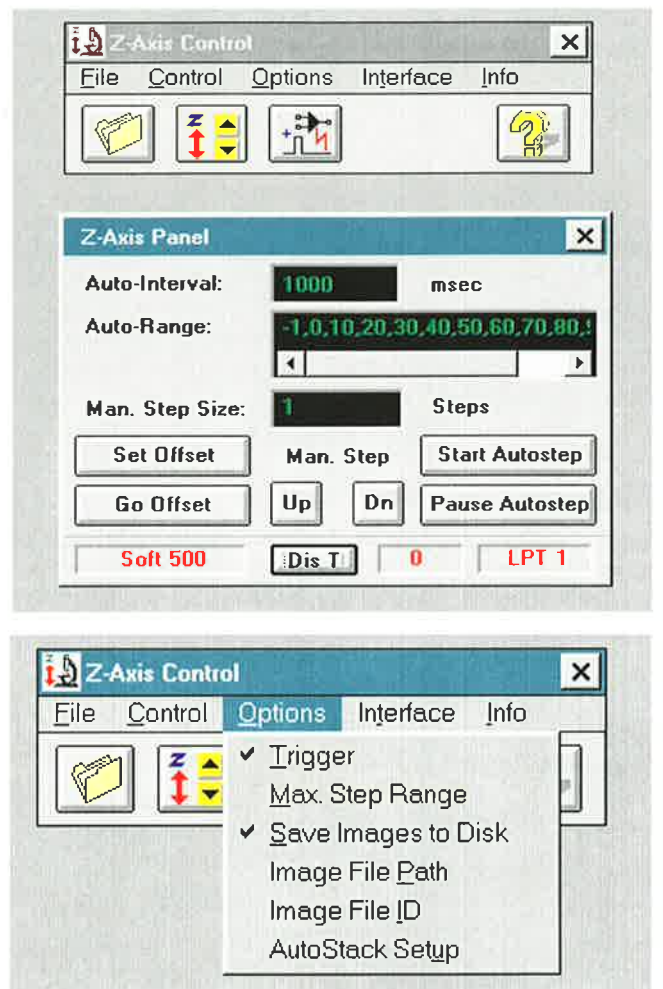 Z-Axis Control
File Control Options Interface Info
Z
Z-Axis Panel
Auto-Interval: 1000 msec
Auto-Range: -1,0,10,20,30,40,50,60,70,80,
Man. Step Size: 1 Steps
Set Offset Man. Step Start Autostep
Go Offset Up Dn Pause Autostep
Soft 500 Dis T 0 LPT 1
Z-Axis Control
File Control Options Interface Info
Z
Trigger
Max. Step Range
Save Images to Disk
Image File Path
Image File ID
AutoStack Setup